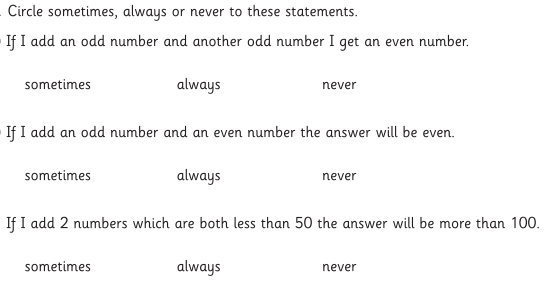 Circle sometimes, always or never to these statements.
If I add an odd number and another odd number I get an even number.
sometimes always never
If I add an odd number and an even number the answer will be even.
sometimes always never
If I add 2 numbers which are both less than 50 the answer will be more than 100.
sometimes always never